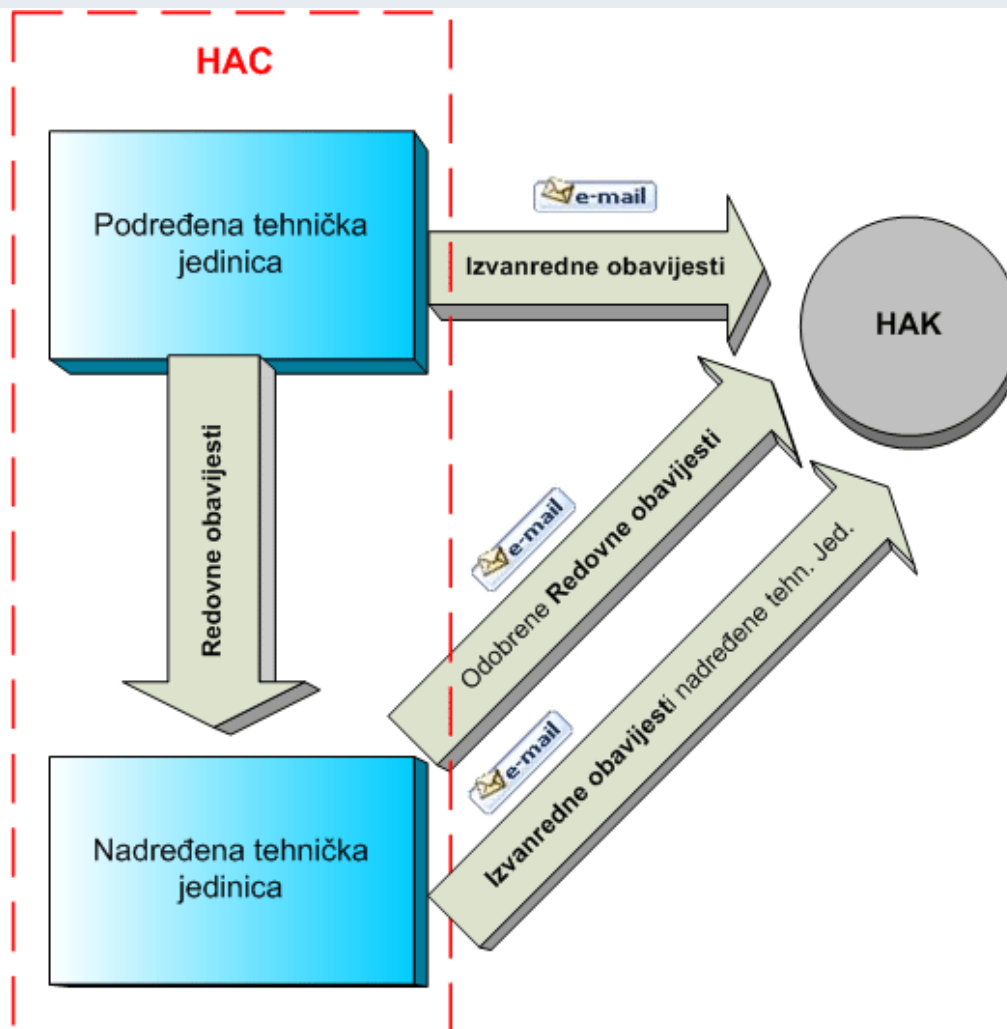 HAC
Podređena tehnička
jedinica
e-mail
Izvanredne obavijesti
HAK
Redovne obavijesti
e-mail
Odobrene Redovne obavijesti
e-mail
Izvanredne obavijesti nadređene tehn. Jed.
Nadređena tehnička
jedinica